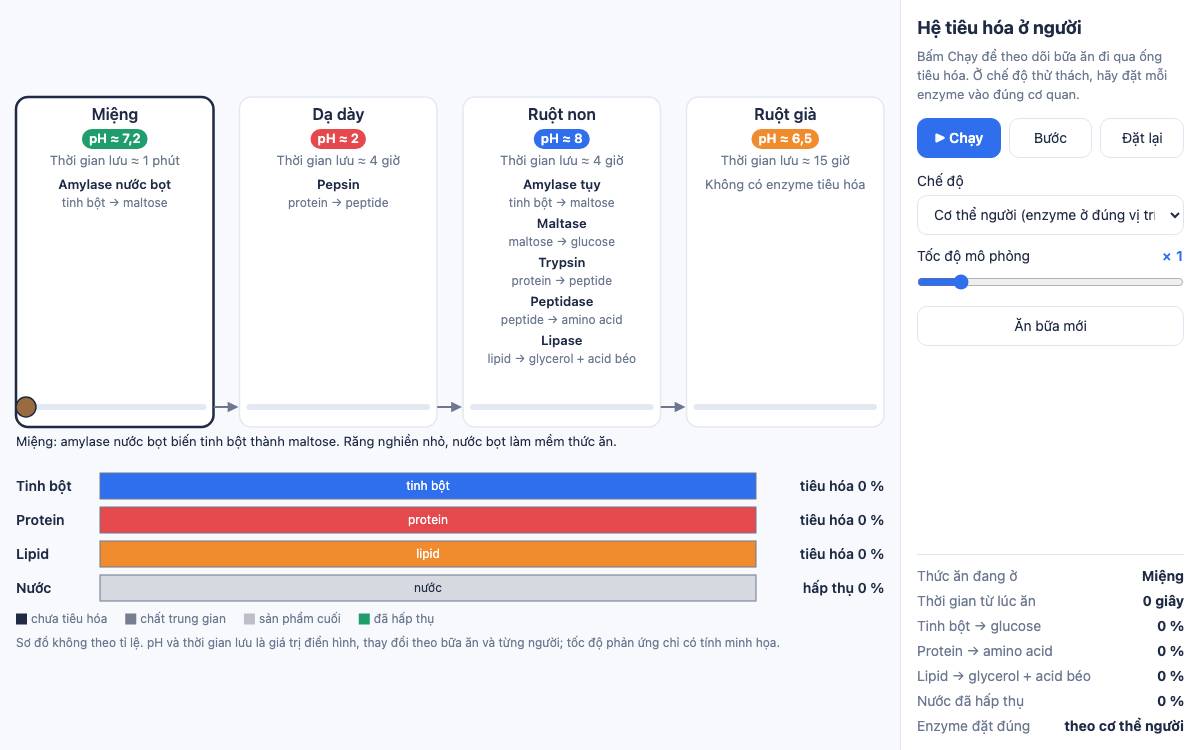 Miệng
pH ≈ 7,2
Thời gian lưu ≈ 1 phút
Amylase nước bọt
tinh bột → maltose
Dạ dày
pH ≈ 2
Thời gian lưu ≈ 4 giờ
Pepsin
protein → peptide
Ruột non
pH ≈ 8
Thời gian lưu ≈ 4 giờ
Amylase tụy
tinh bột → maltose
Maltase
maltose → glucose
Trypsin
protein → peptide
Peptidase
peptide → amino acid
Lipase
lipid → glycerol + acid béo
Ruột già
pH ≈ 6,5
Thời gian lưu ≈ 15 giờ
Không có enzyme tiêu hóa
Miệng: amylase nước bọt biến tinh bột thành maltose. Răng nghiền nhỏ, nước bọt làm mềm thức ăn.
Tinh bột tinh bột tiêu hóa 0 %
Protein protein tiêu hóa 0 %
Lipid lipid tiêu hóa 0 %
Nước nước hấp thụ 0 %
chưa tiêu hóa chất trung gian sản phẩm cuối đã hấp thụ
Sơ đồ không theo tỉ lệ. pH và thời gian lưu là giá trị điển hình, thay đổi theo bữa ăn và từng người; tốc độ phản ứng chỉ có tính minh họa.
Hệ tiêu hóa ở người
Bấm Chạy để theo dõi bữa ăn đi qua ống
tiêu hóa. Ở chế độ thử thách, hãy đặt mỗi
enzyme vào đúng cơ quan.
▶ Chạy Bước Đặt lại
Chế độ
Cơ thể người (enzyme ở đúng vị trí
Tốc độ mô phỏng × 1
Ăn bữa mới
Thức ăn đang ở Miệng
Thời gian từ lúc ăn 0 giây
Tinh bột → glucose 0 %
Protein → amino acid 0 %
Lipid → glycerol + acid béo 0 %
Nước đã hấp thụ 0 %
Enzyme đặt đúng theo cơ thể người